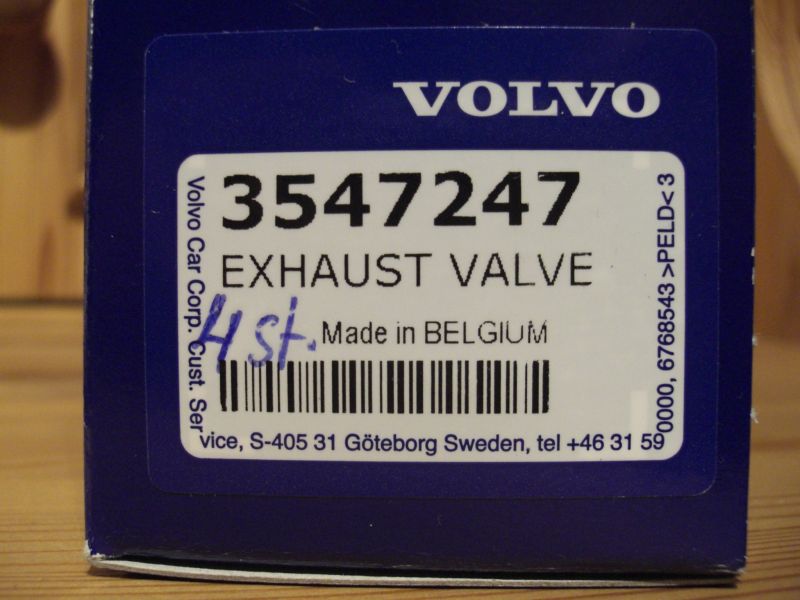 VOLVO
3547247
EXHAUST VALVE
4 st.
Made in BELGIUM
Volvo Car Corp. Cust. Ser
vice, S-405 31 Göteborg Sweden, tel +46 31 59
0000, 6768543 >PELD< 3